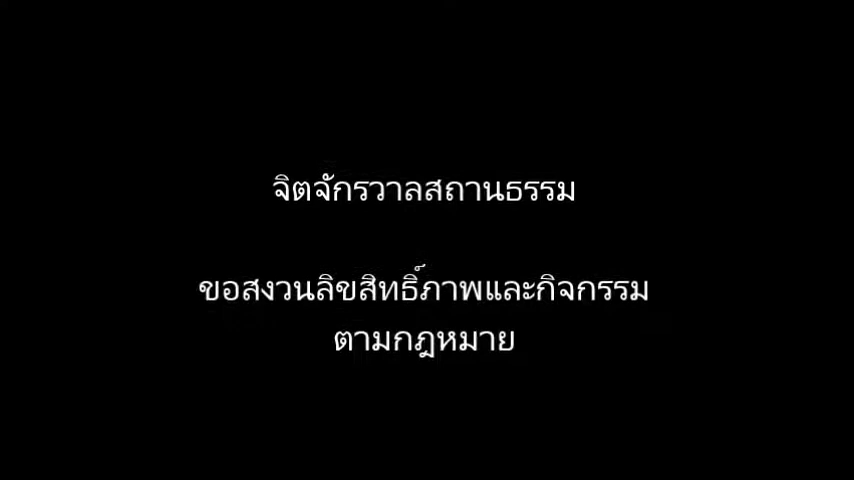 จิตจักรวาลสถานธรรม
ขอสงวนลิขสิทธิ์ภาพและกิจกรรม
ตามกฎหมาย